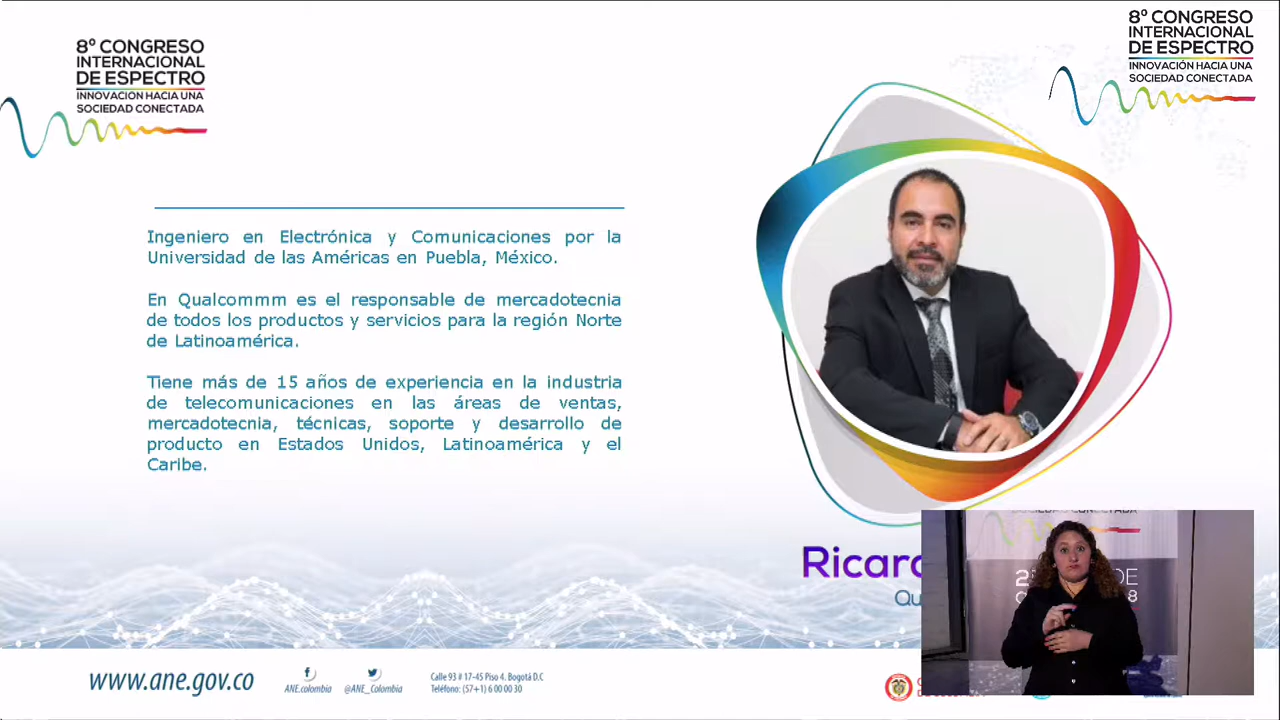 8º CONGRESO
INTERNACIONAL
DE ESPECTRO
INNOVACIÓN HACIA UNA
SOCIEDAD CONECTADA
8º CONGRESO
INTERNACIONAL
DE ESPECTRO
INNOVACIÓN HACIA UNA
SOCIEDAD CONECTADA
Ingeniero en Electrónica y Comunicaciones por la
Universidad de las Américas en Puebla, México.
En Qualcommm es el responsable de mercadotecnia
de todos los productos y servicios para la región Norte
de Latinoamérica.
Tiene más de 15 años de experiencia en la industria
de telecomunicaciones en las áreas de ventas,
mercadotecnia, técnicas, soporte y desarrollo de
producto en Estados Unidos, Latinoamérica y el
Caribe.
www.ane.gov.co
ANE.colombia
@ANE_Colombia
Calle 93 # 17-45 Piso 4. Bogotá D.C
Teléfono: (57+1) 6 00 00 30